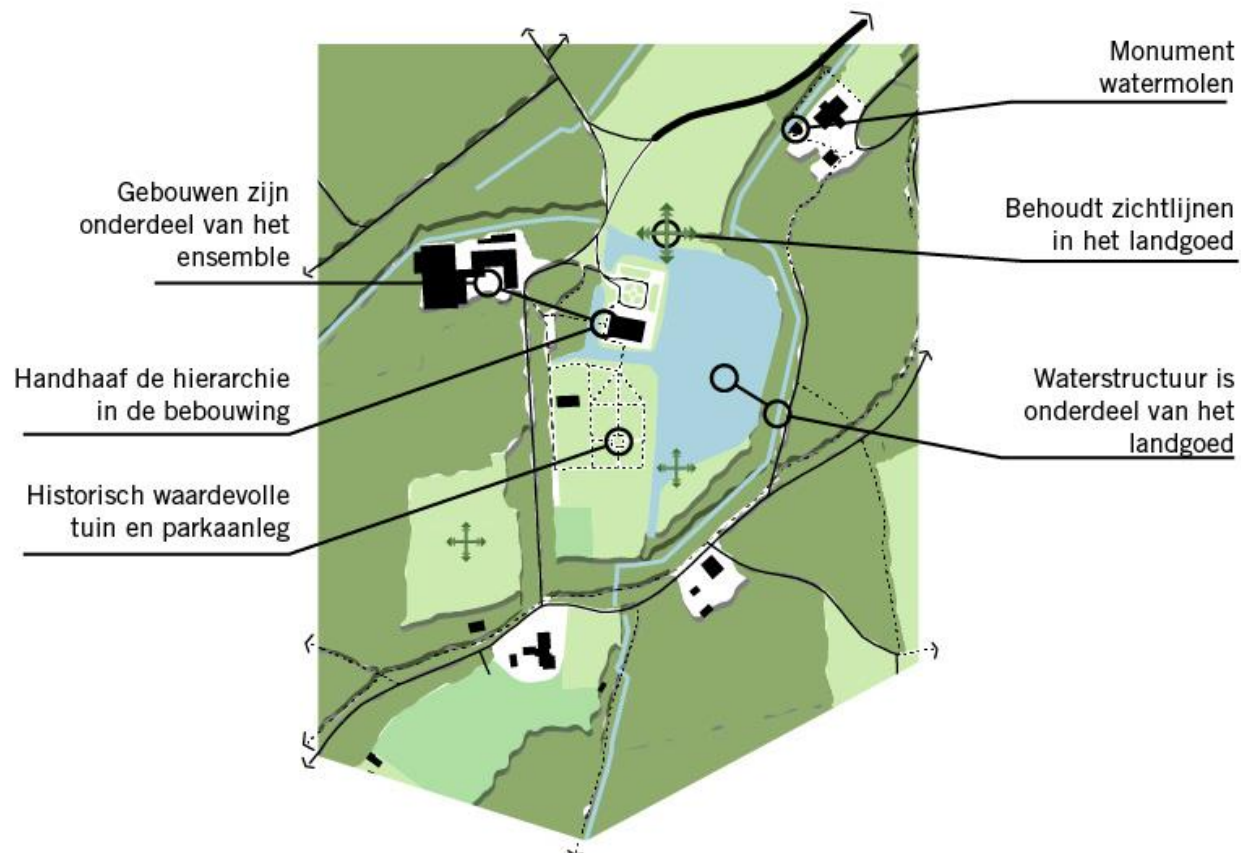 Monument
watermolen
Gebouwen zijn
onderdeel van het
ensemble
Behoudt zichtlijnen
in het landgoed
Handhaaf de hierarchie
in de bebouwing
Waterstructuur is
onderdeel van het
landgoed
Historisch waardevolle
tuin en parkaanleg